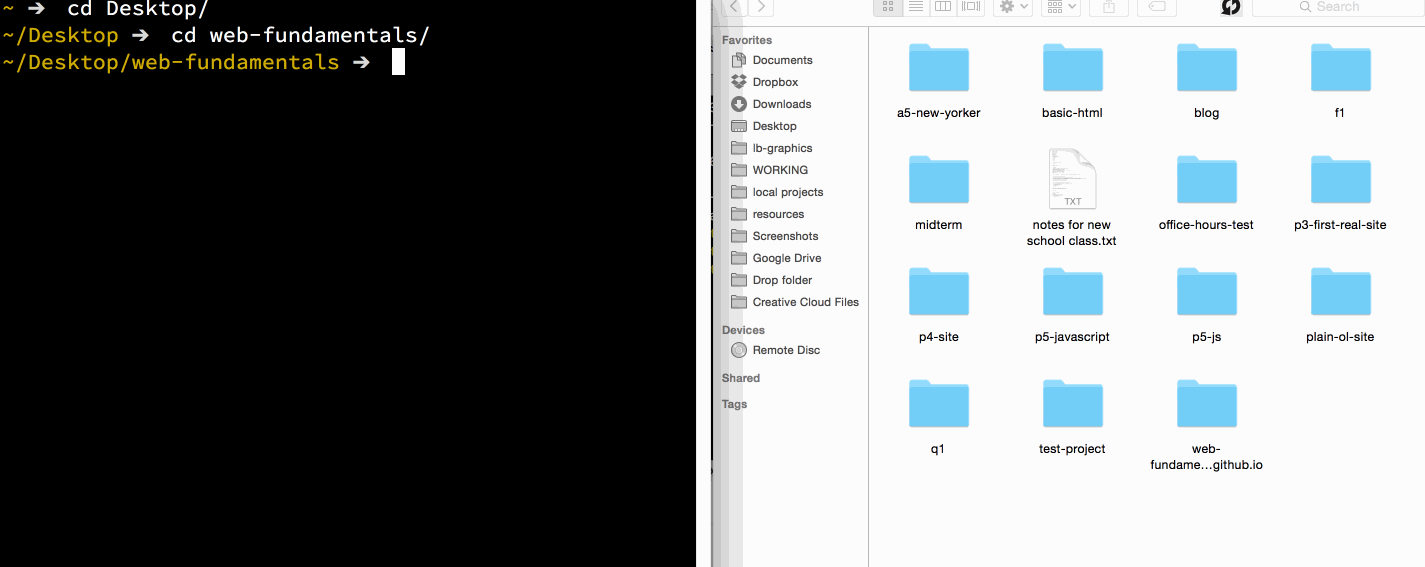 ~ ➔ cd Desktop/
~/Desktop ➔ cd web-fundamentals/
~/Desktop/web-fundamentals ➔
Search
Favorites
Documents
Dropbox
Downloads
Desktop
lb-graphics
WORKING
local projects
resources
Screenshots
Google Drive
Drop folder
Creative Cloud Files
Devices
Remote Disc
Shared
Tags
a5-new-yorker
basic-html
blog
f1
midterm
TXT
notes for new
school class.txt
office-hours-test
p3-first-real-site
p4-site
p5-javascript
p5-js
plain-ol-site
q1
test-project
web-
fundame...github.io